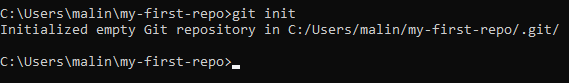 C:\Users\malin\my-first-repo>git init
Initialized empty Git repository in C:/Users/malin/my-first-repo/.git/
C:\Users\malin\my-first-repo>